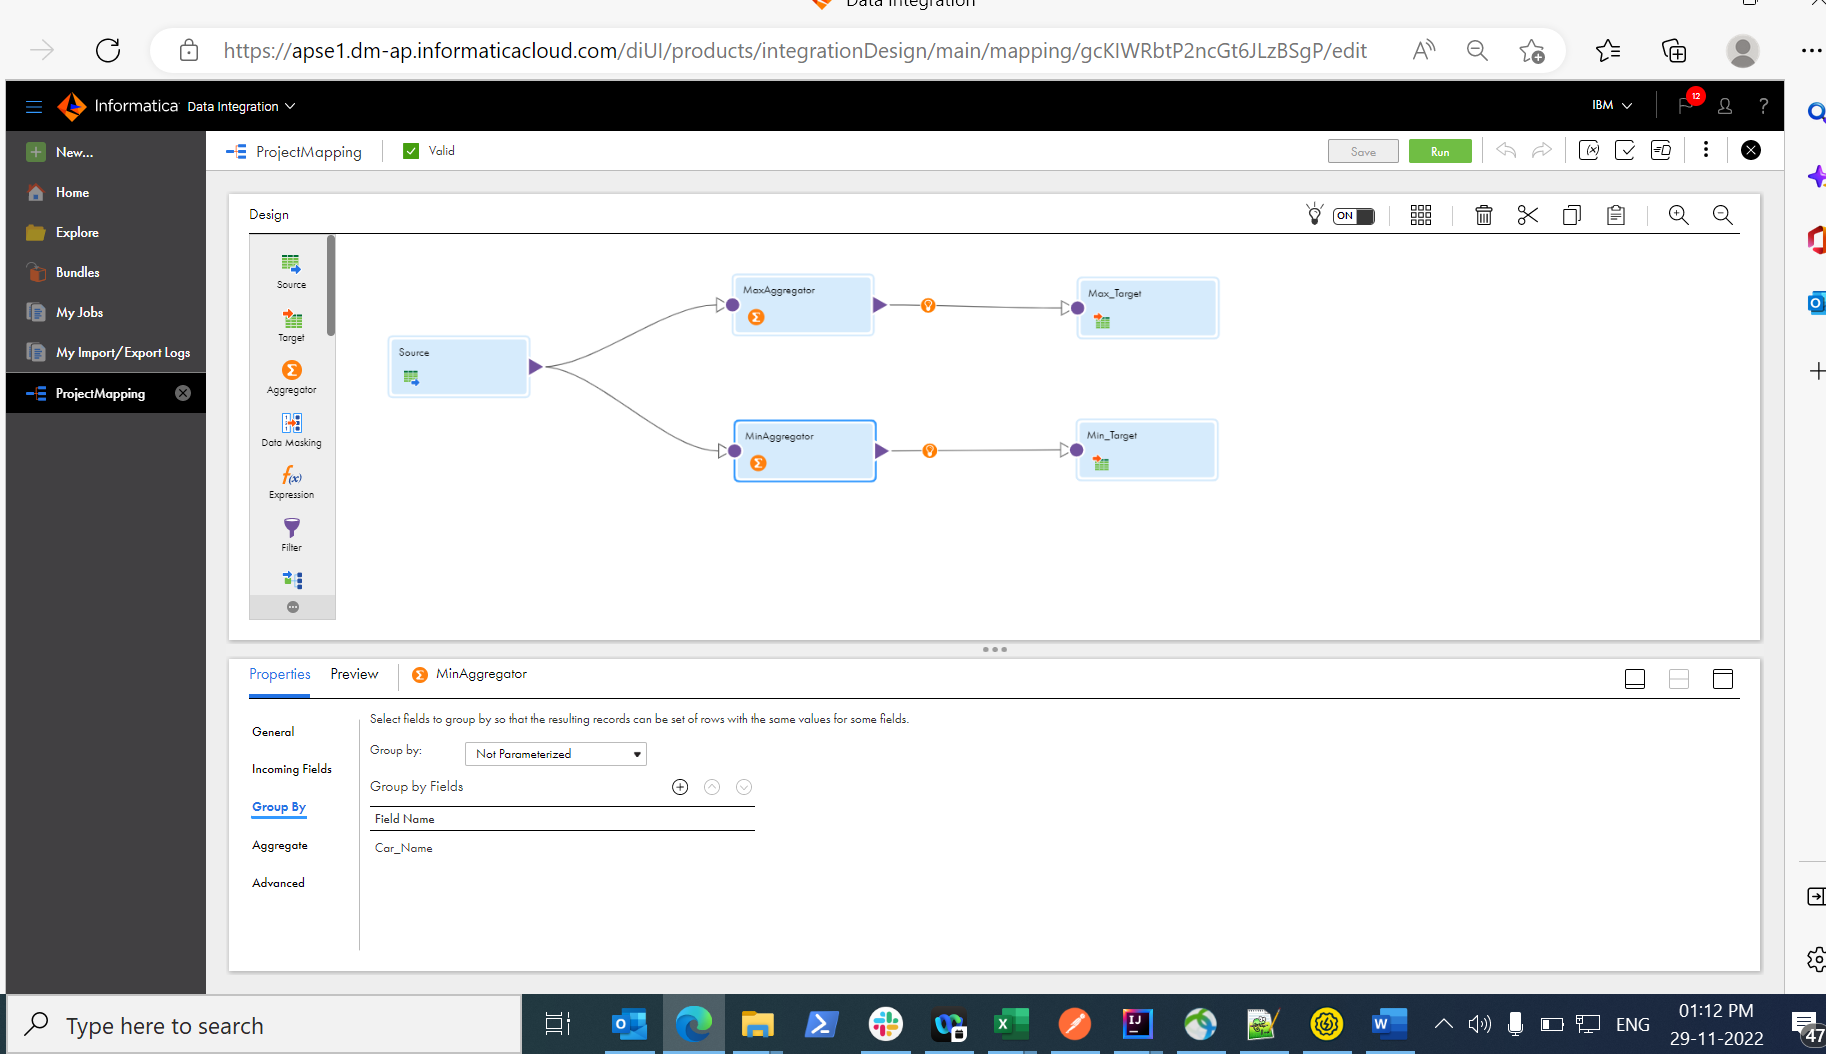 Data Integration
https://apse1.dm-ap.informaticacloud.com/diUI/products/integrationDesign/main/mapping/gcKIWRbtP2ncGt6JLzBSgP/edit
Informatica Data Integration
IBM
12
?
New...
Home
Explore
Bundles
My Jobs
My Import/Export Logs
ProjectMapping
ProjectMapping
Valid
Save
Run
Design
ON
Source
Target
Aggregator
Data Masking
f(x)
Expression
Filter
Source
MaxAggregator
Max_Target
MinAggregator
Min_Target
Properties
Preview
MinAggregator
General
Incoming Fields
Group By
Aggregate
Advanced
Select fields to group by so that the resulting records can be set of rows with the same values for some fields.
Group by:
Not Parameterized
Group by Fields
Field Name
Car_Name
Type here to search
ENG
01:12 PM
29-11-2022
47